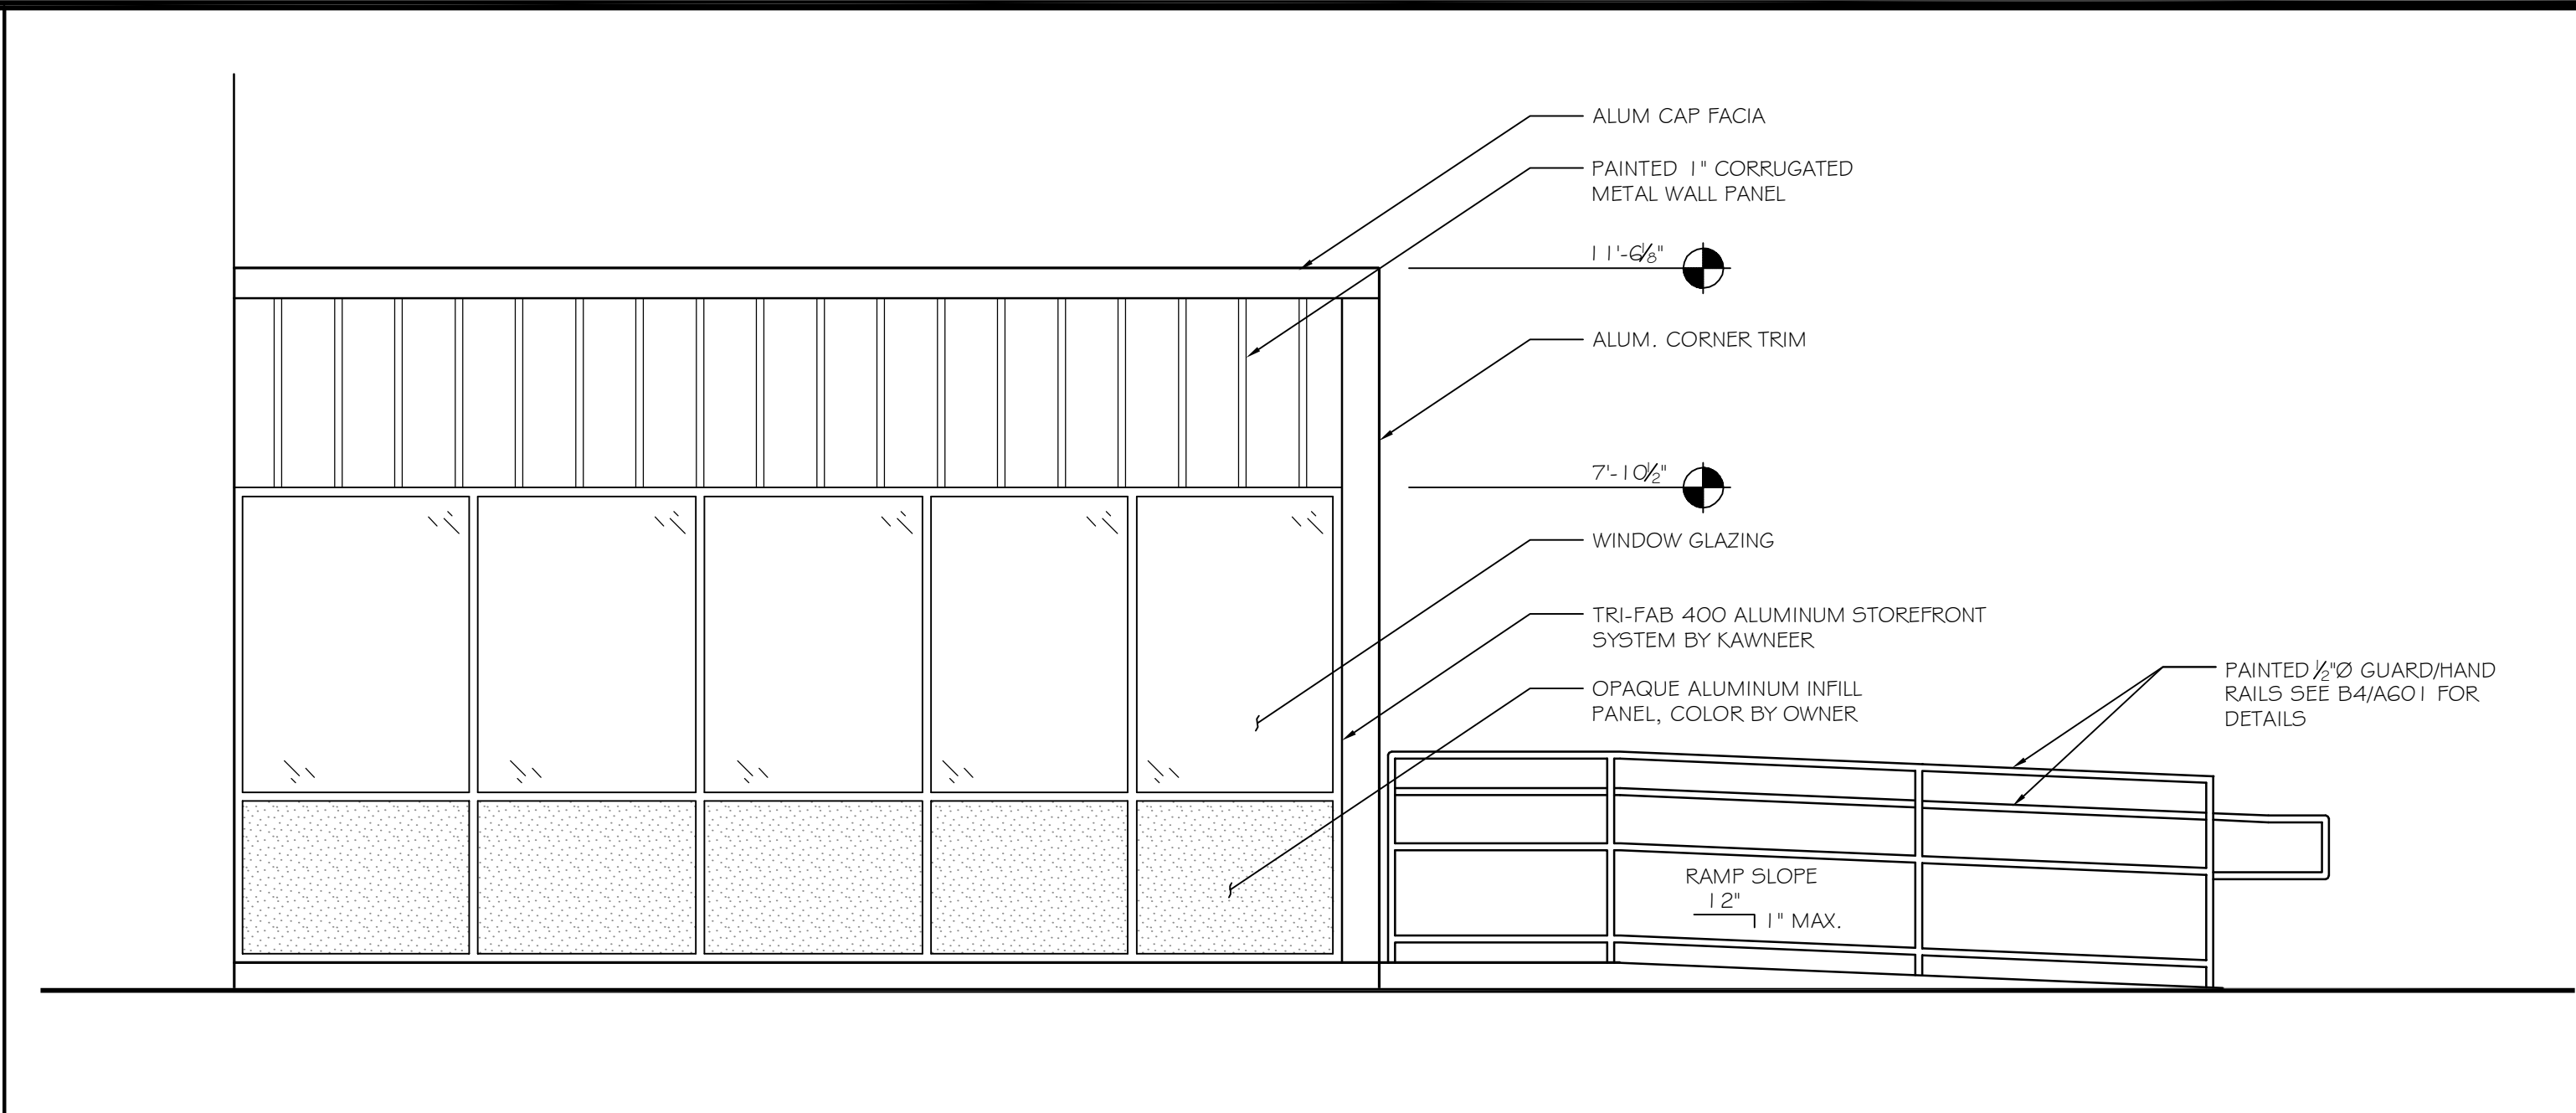 ALUM CAP FACIA
PAINTED 1" CORRUGATED
METAL WALL PANEL
11'-6⅛"
ALUM. CORNER TRIM
7'-10½"
WINDOW GLAZING
TRI-FAB 400 ALUMINUM STOREFRONT
SYSTEM BY KAWNEER
OPAQUE ALUMINUM INFILL
PANEL, COLOR BY OWNER
PAINTED ½"Ø GUARD/HAND
RAILS SEE B4/A601 FOR
DETAILS
RAMP SLOPE
12"
1" MAX.